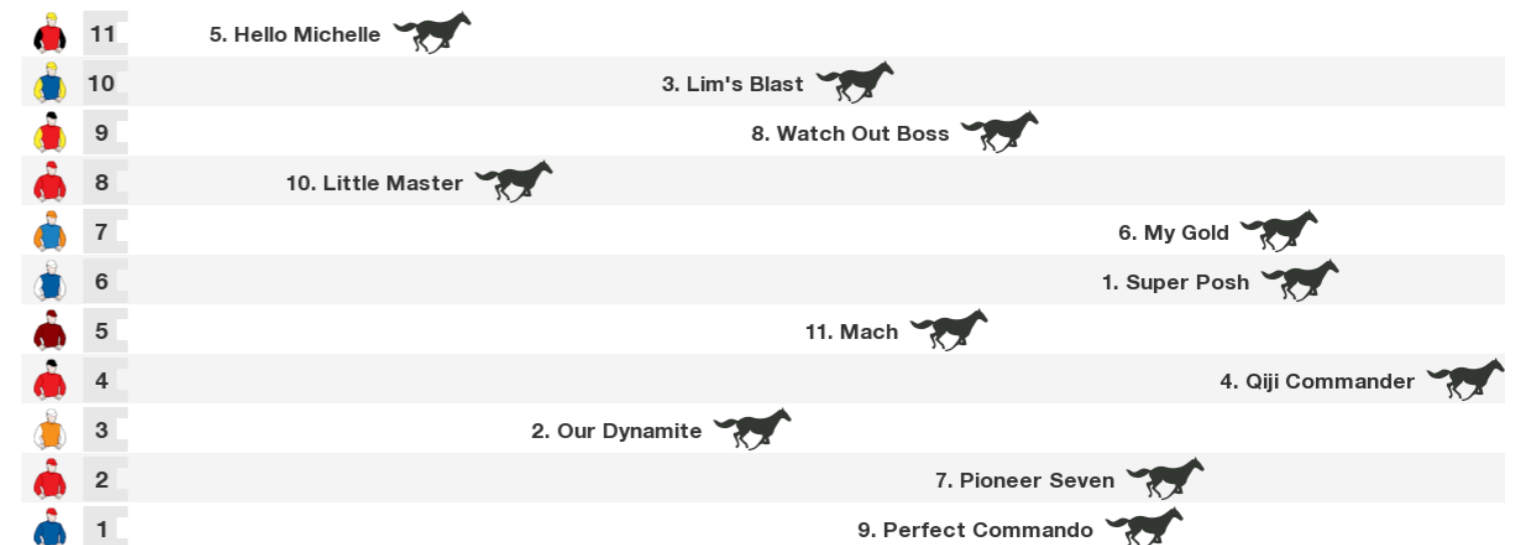 11 5. Hello Michelle
10 3. Lim's Blast
9 8. Watch Out Boss
8 10. Little Master
7 6. My Gold
6 1. Super Posh
5 11. Mach
4 4. Qiji Commander
3 2. Our Dynamite
2 7. Pioneer Seven
1 9. Perfect Commando